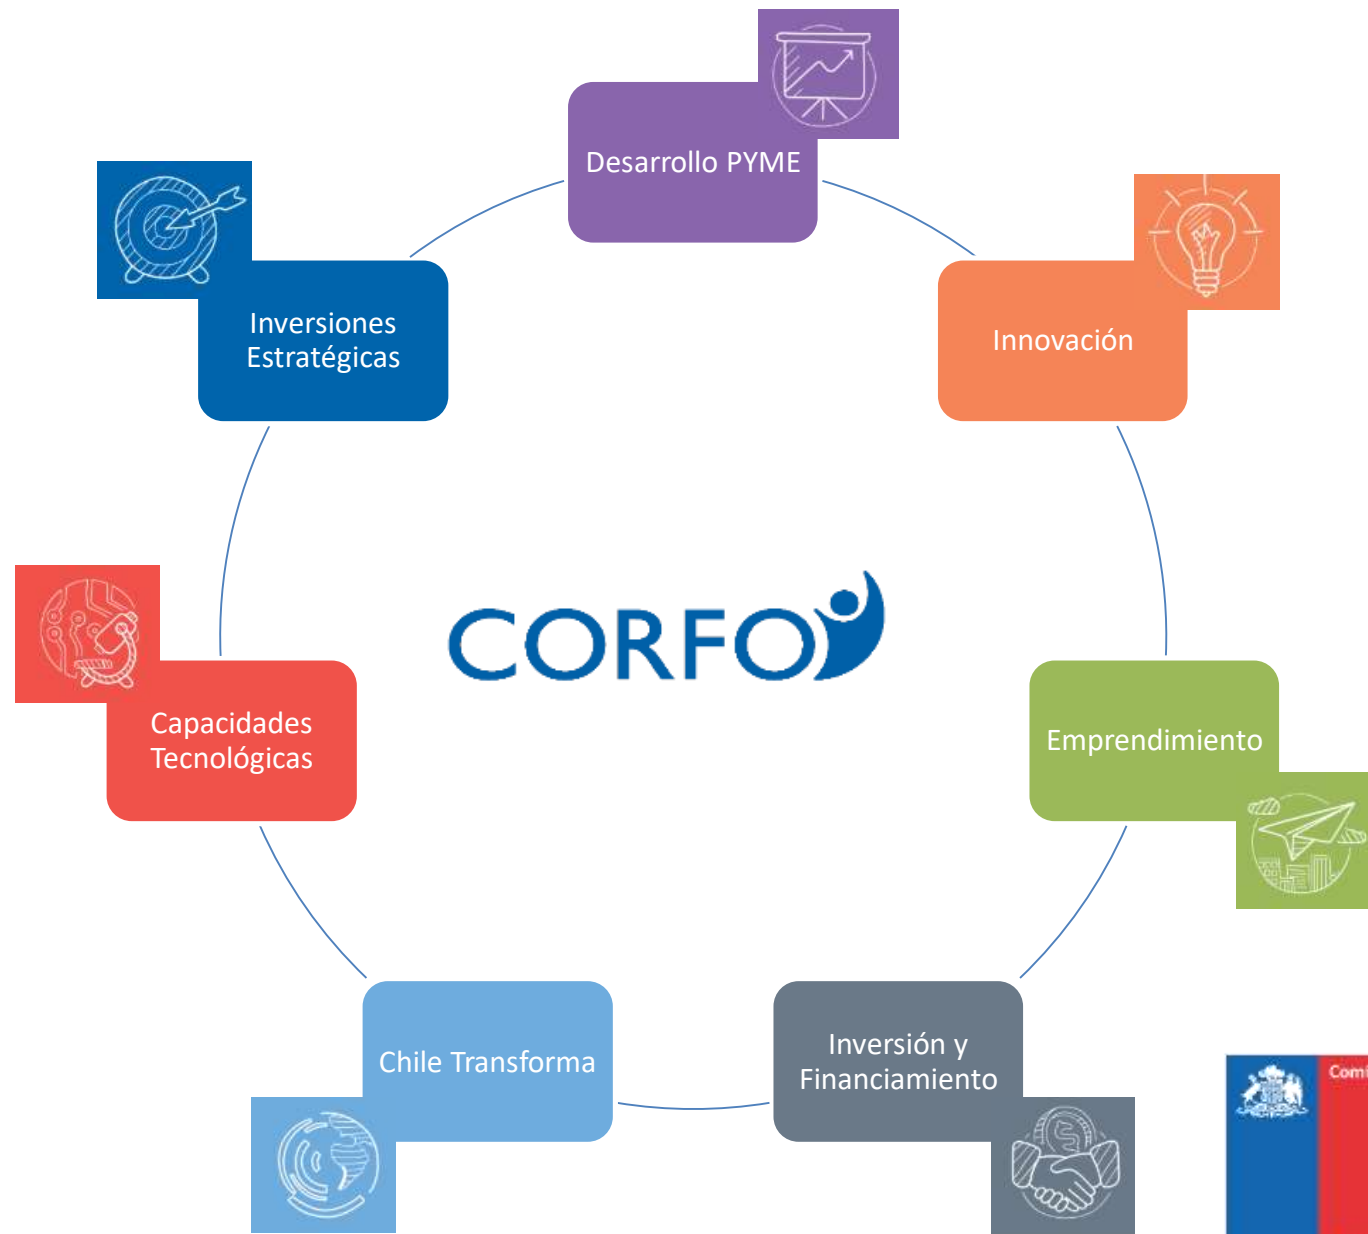 Desarrollo PYME
Inversiones
Estratégicas
Innovación
CORFO
Capacidades
Tecnológicas
Emprendimiento
Chile Transforma
Inversión y
Financiamiento